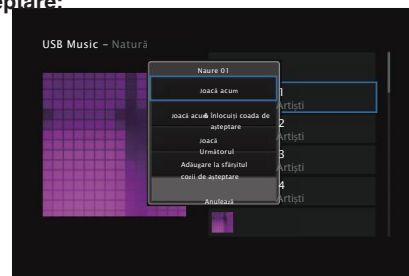 eptare:
USB Music – Natură
Naure 01
Joacă acum
Joacă acum& înlocuiți coada de
așteptare
Joacă
Următorul
Adăugare la sfârșitul
cozii de așteptare
Anulează
1
Artiști
2
Artiști
3
Artiști
4
Artiști